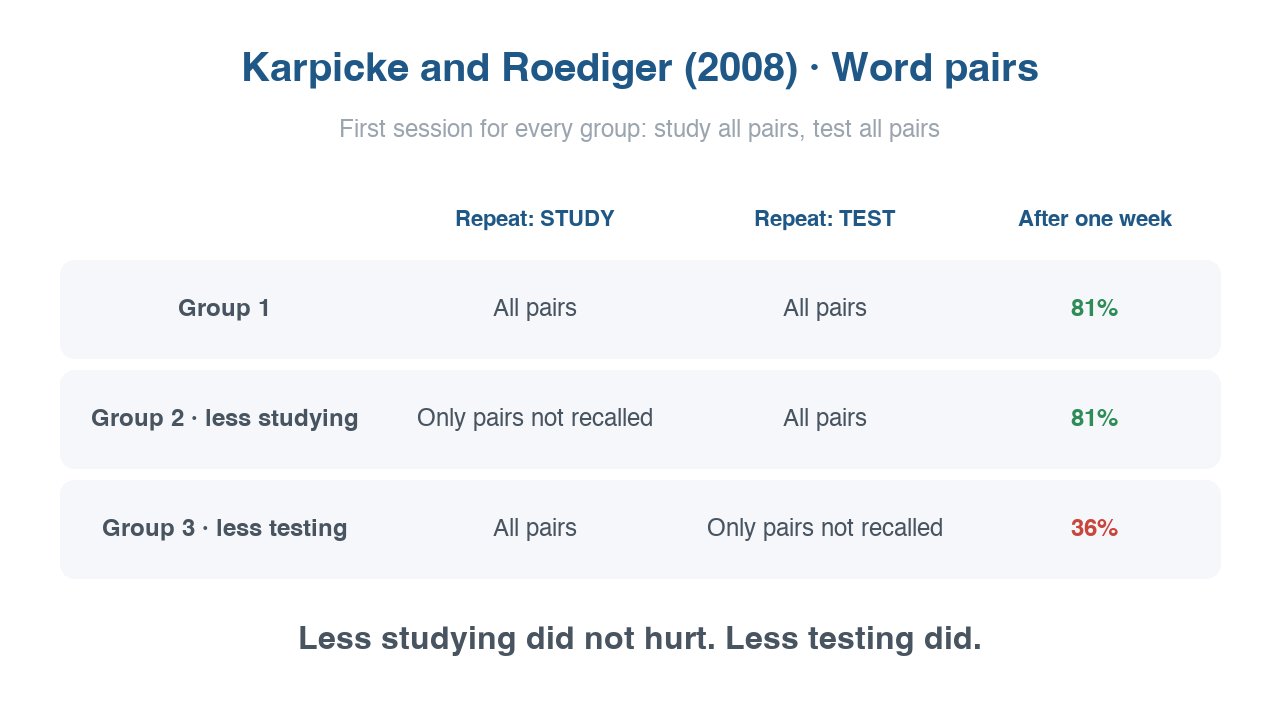 Karpicke and Roediger (2008) · Word pairs
First session for every group: study all pairs, test all pairs
Repeat: STUDY Repeat: TEST After one week
Group 1 All pairs All pairs 81%
Group 2 · less studying Only pairs not recalled All pairs 81%
Group 3 · less testing All pairs Only pairs not recalled 36%
Less studying did not hurt. Less testing did.